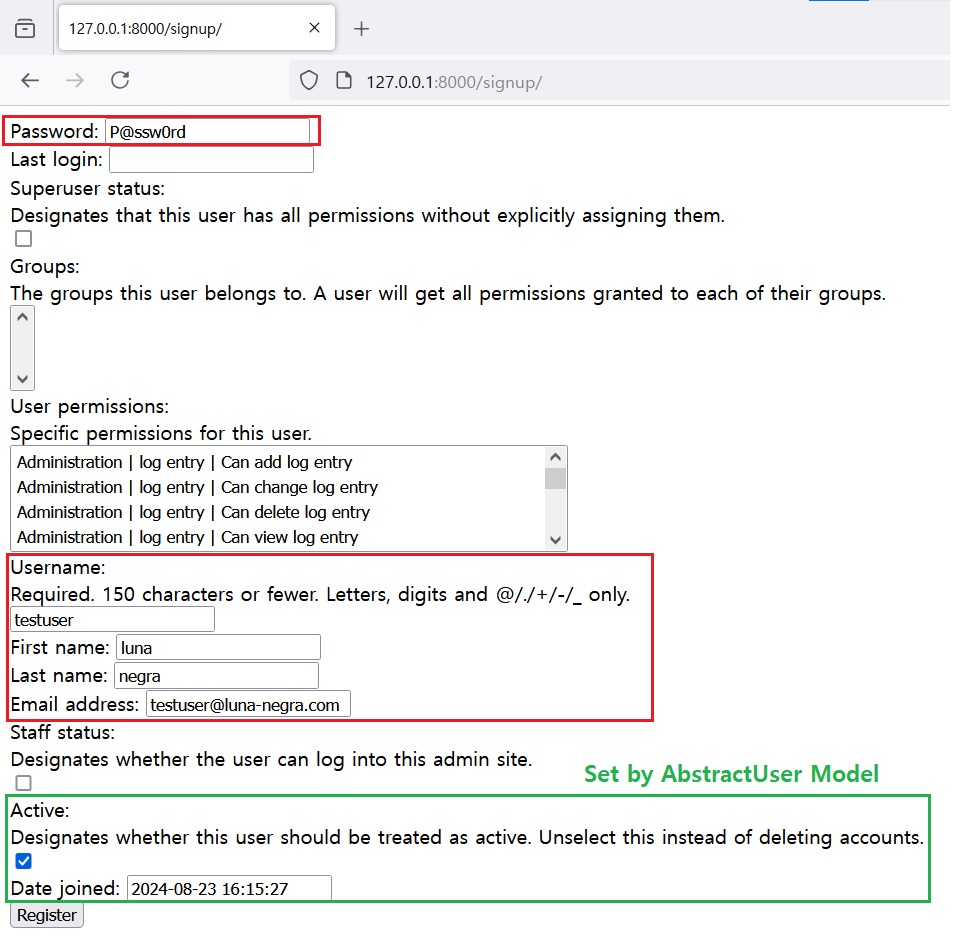 127.0.0.1:8000/signup/
127.0.0.1:8000/signup/
Password: P@ssw0rd
Last login:
Superuser status:
Designates that this user has all permissions without explicitly assigning them.
Groups:
The groups this user belongs to. A user will get all permissions granted to each of their groups.
User permissions:
Specific permissions for this user.
Administration | log entry | Can add log entry
Administration | log entry | Can change log entry
Administration | log entry | Can delete log entry
Administration | log entry | Can view log entry
Username:
Required. 150 characters or fewer. Letters, digits and @/./+/-/_ only.
testuser
First name: luna
Last name: negra
Email address: testuser@luna-negra.com
Staff status:
Designates whether the user can log into this admin site.
Set by AbstractUser Model
Active:
Designates whether this user should be treated as active. Unselect this instead of deleting accounts.
Date joined: 2024-08-23 16:15:27
Register